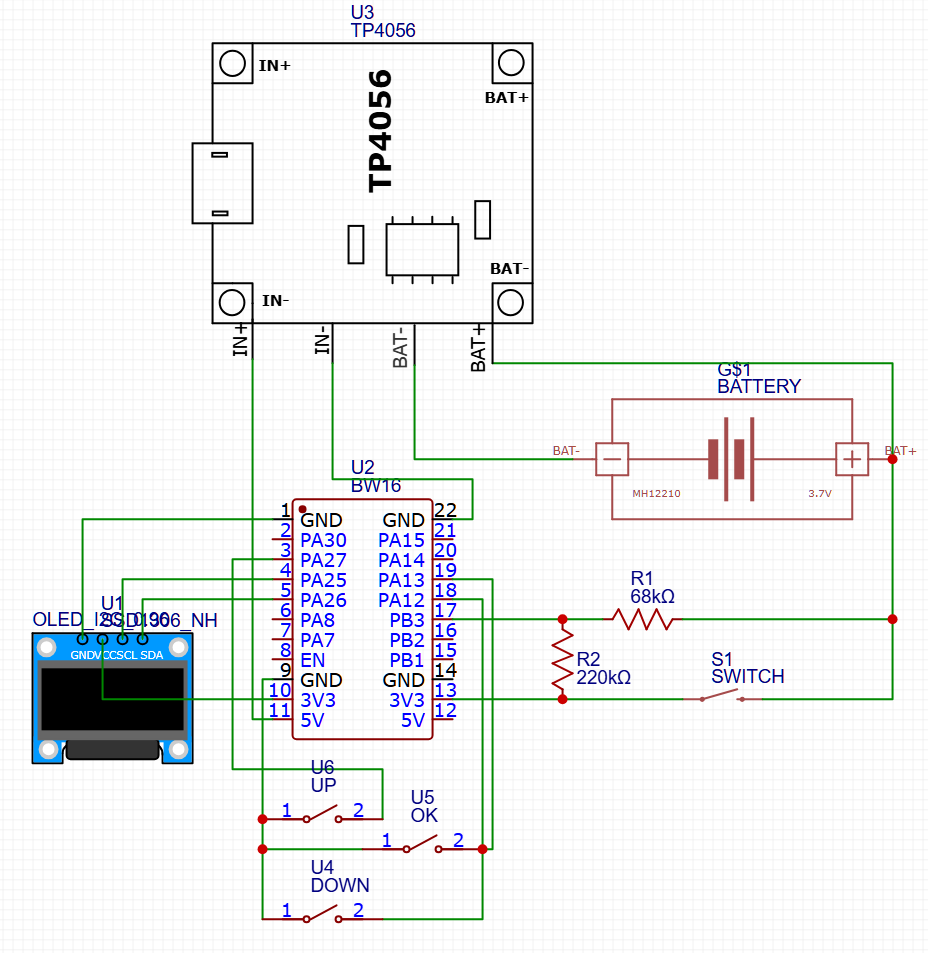 U3
TP4056
IN+
BAT+
TP4056
BAT-
IN-
IN+
IN-
BAT-
BAT+
G$1
BATTERY
BAT-
BAT+
MH12210
3.7V
U2
BW16
1 GND GND 22
2 PA30 PA15 21
3 PA27 PA14 20
4 PA25 PA13 19
5 PA26 PA12 18
6 PA8 PB3 17
7 PA7 PB2 16
8 EN PB1 15
9 GND GND 14
10 3V3 3V3 13
11 5V 5V 12
R1
68kΩ
R2
220kΩ
S1
SWITCH
U1
GND VCC SCL SDA
U6
UP
1 2
U5
OK
1 2
U4
DOWN
1 2